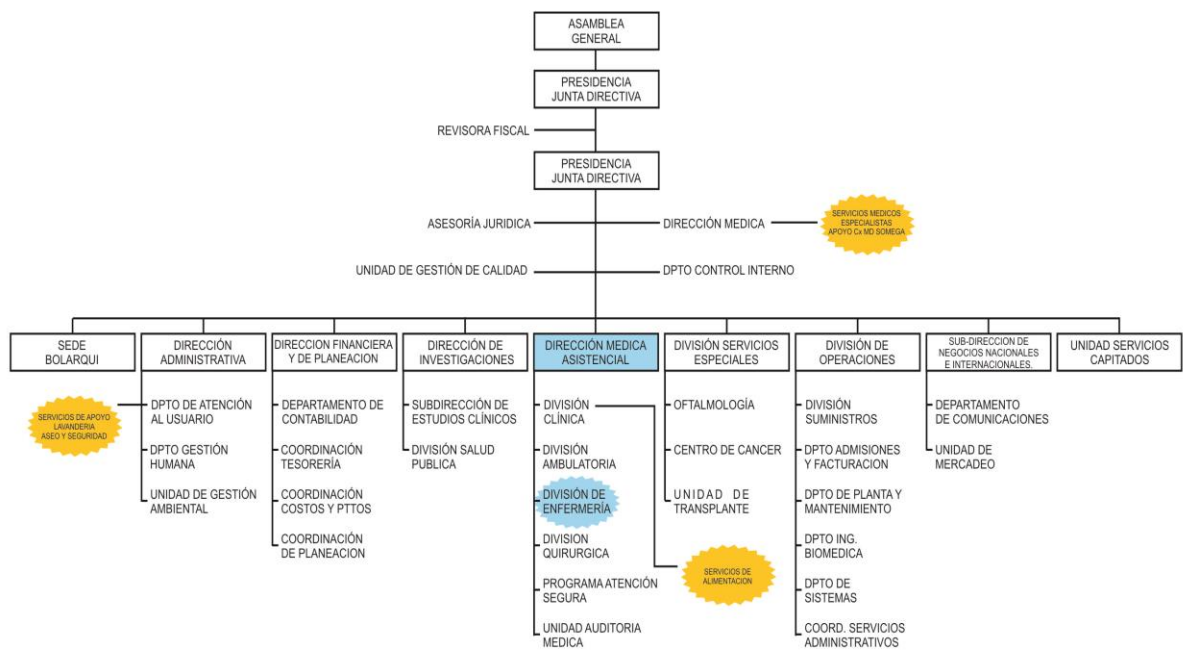 ASAMBLEA
GENERAL
PRESIDENCIA
JUNTA DIRECTIVA
REVISORA FISCAL
PRESIDENCIA
JUNTA DIRECTIVA
ASESORÍA JURIDICA
DIRECCIÓN MEDICA
SERVICIOS MEDICOS
ESPECIALISTAS
APOYO Cx MD SOMEGA
UNIDAD DE GESTIÓN DE CALIDAD
DPTO CONTROL INTERNO
SEDE
BOLARQUI
SERVICIOS DE APOYO
LAVANDERIA
ASEO Y SEGURIDAD
DIRECCIÓN
ADMINISTRATIVA
DPTO DE ATENCIÓN
AL USUARIO
DPTO GESTIÓN
HUMANA
UNIDAD DE GESTIÓN
AMBIENTAL
DIRECCION FINANCIERA
Y DE PLANEACION
DEPARTAMENTO DE
CONTABILIDAD
COORDINACIÓN
TESORERÍA
COORDINACIÓN
COSTOS Y PTTOS
COORDINACIÓN
DE PLANEACION
DIRECCIÓN DE
INVESTIGACIONES
SUBDIRECCIÓN DE
ESTUDIOS CLÍNICOS
DIVISIÓN SALUD
PUBLICA
DIRECCIÓN MEDICA
ASISTENCIAL
DIVISIÓN
CLÍNICA
DIVISIÓN
AMBULATORIA
DIVISIÓN DE
ENFERMERÍA
DIVISION
QUIRURGICA
PROGRAMA ATENCIÓN
SEGURA
UNIDAD AUDITORIA
MEDICA
SERVICIOS DE
ALIMENTACION
DIVISIÓN SERVICIOS
ESPECIALES
OFTALMOLOGÍA
CENTRO DE CANCER
UNIDAD DE
TRANSPLANTE
DIVISIÓN DE
OPERACIONES
DIVISIÓN
SUMINISTROS
DPTO ADMISIONES
Y FACTURACION
DPTO DE PLANTA Y
MANTENIMIENTO
DPTO ING.
BIOMEDICA
DPTO DE
SISTEMAS
COORD. SERVICIOS
ADMINISTRATIVOS
SUB-DIRECCION DE
NEGOCIOS NACIONALES
E INTERNACIONALES.
DEPARTAMENTO
DE COMUNICACIONES
UNIDAD DE
MERCADEO
UNIDAD SERVICIOS
CAPITADOS